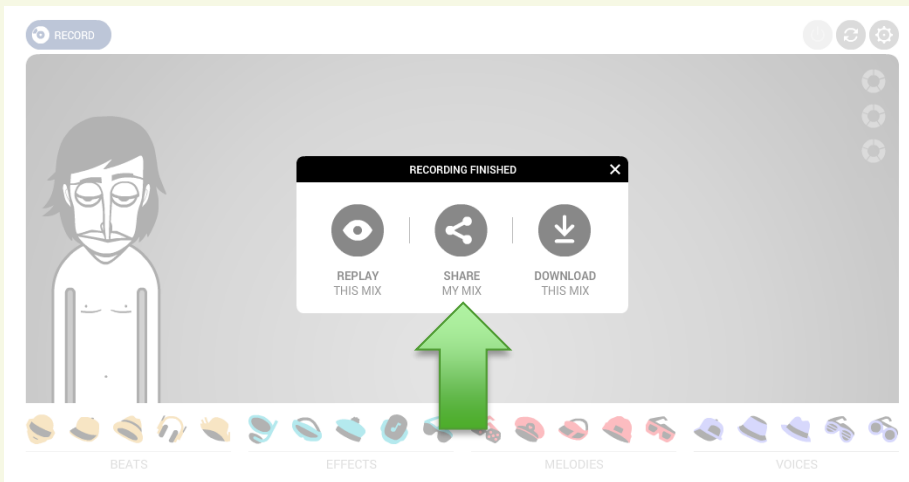 RECORD
RECORDING FINISHED
REPLAY
THIS MIX
SHARE
MY MIX
DOWNLOAD
THIS MIX
BEATS
EFFECTS
MELODIES
VOICES